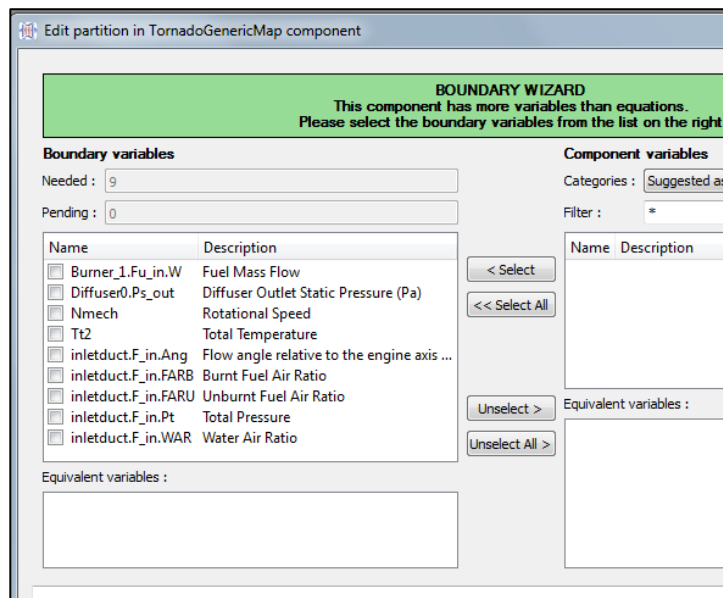 Edit partition in TornadoGenericMap component
BOUNDARY WIZARD
This component has more variables than equations.
Please select the boundary variables from the list on the right
Boundary variables
Component variables
Needed : 9
Categories : Suggested as
Pending : 0
Filter : *
Name Description
Name Description
Burner_1.Fu_in.W Fuel Mass Flow
< Select
Diffuser0.Ps_out Diffuser Outlet Static Pressure (Pa)
Nmech Rotational Speed
<< Select All
Tt2 Total Temperature
inletduct.F_in.Ang Flow angle relative to the engine axis ...
inletduct.F_in.FARB Burnt Fuel Air Ratio
inletduct.F_in.FARU Unburnt Fuel Air Ratio
inletduct.F_in.Pt Total Pressure
Unselect >
Equivalent variables :
inletduct.F_in.WAR Water Air Ratio
Unselect All >
Equivalent variables :